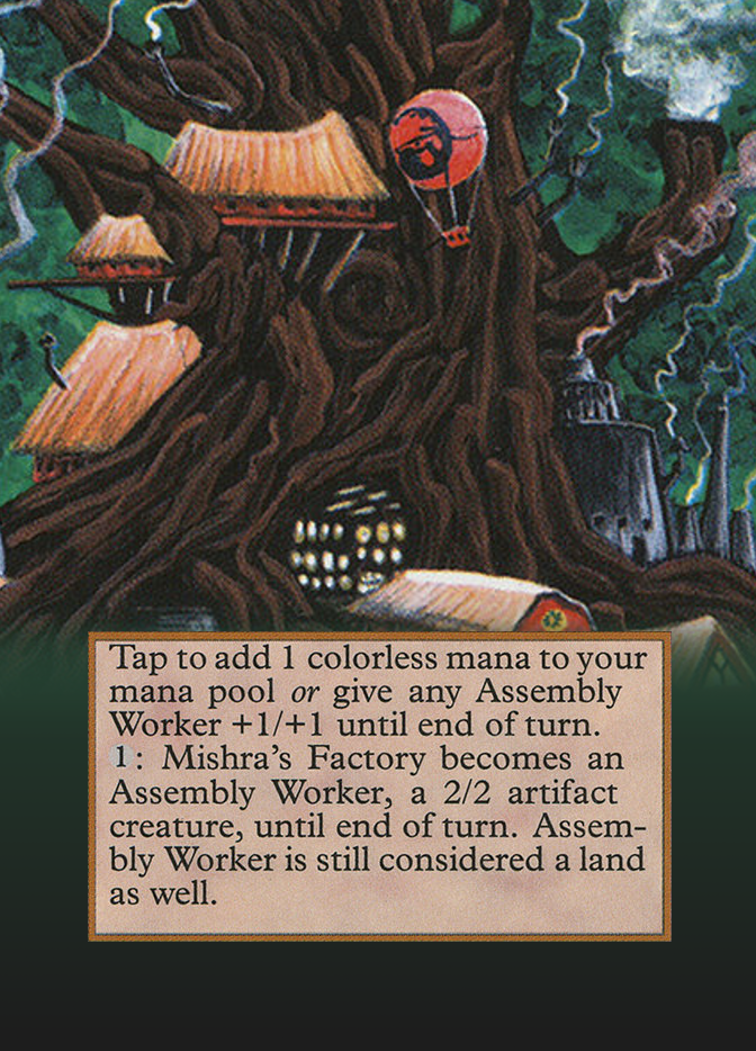 Tap to add 1 colorless mana to your
mana pool or give any Assembly
Worker +1/+1 until end of turn.
1: Mishra's Factory becomes an
Assembly Worker, a 2/2 artifact
creature, until end of turn. Assem-
bly Worker is still considered a land
as well.